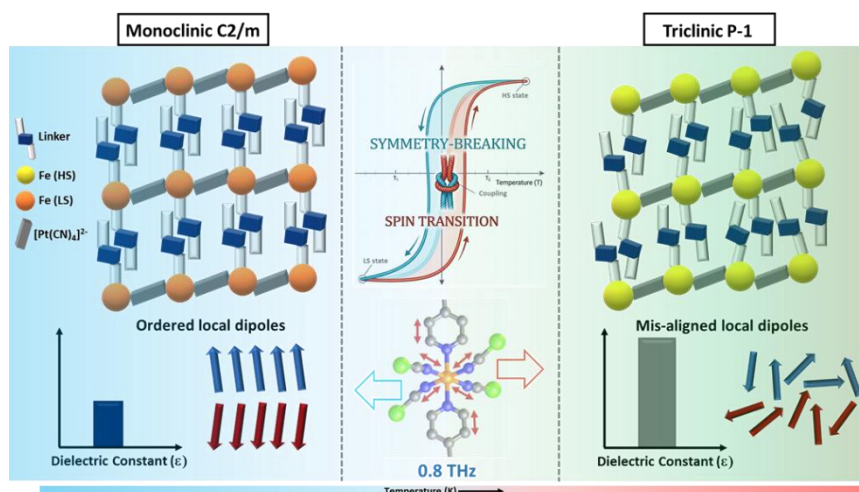 Monoclinic C2/m
Triclinic P-1
Linker
Fe (HS)
Fe (LS)
[Pt(CN)₄]²⁻
HS state
SYMMETRY-BREAKING
T₁
T₂
Temperature (T)
Coupling
SPIN TRANSITION
LS state
Ordered local dipoles
Dielectric Constant (ε)
0.8 THz
Mis-aligned local dipoles
Dielectric Constant (ε)
Temperature (K)